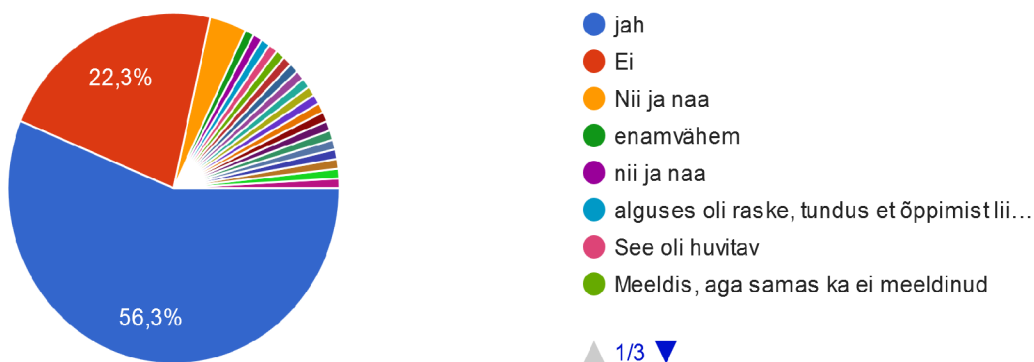 22,3%
56,3%
jah
Ei
Nii ja naa
enamvähem
nii ja naa
alguses oli raske, tundus et õppimist lii...
See oli huvitav
Meeldis, aga samas ka ei meeldinud
1/3